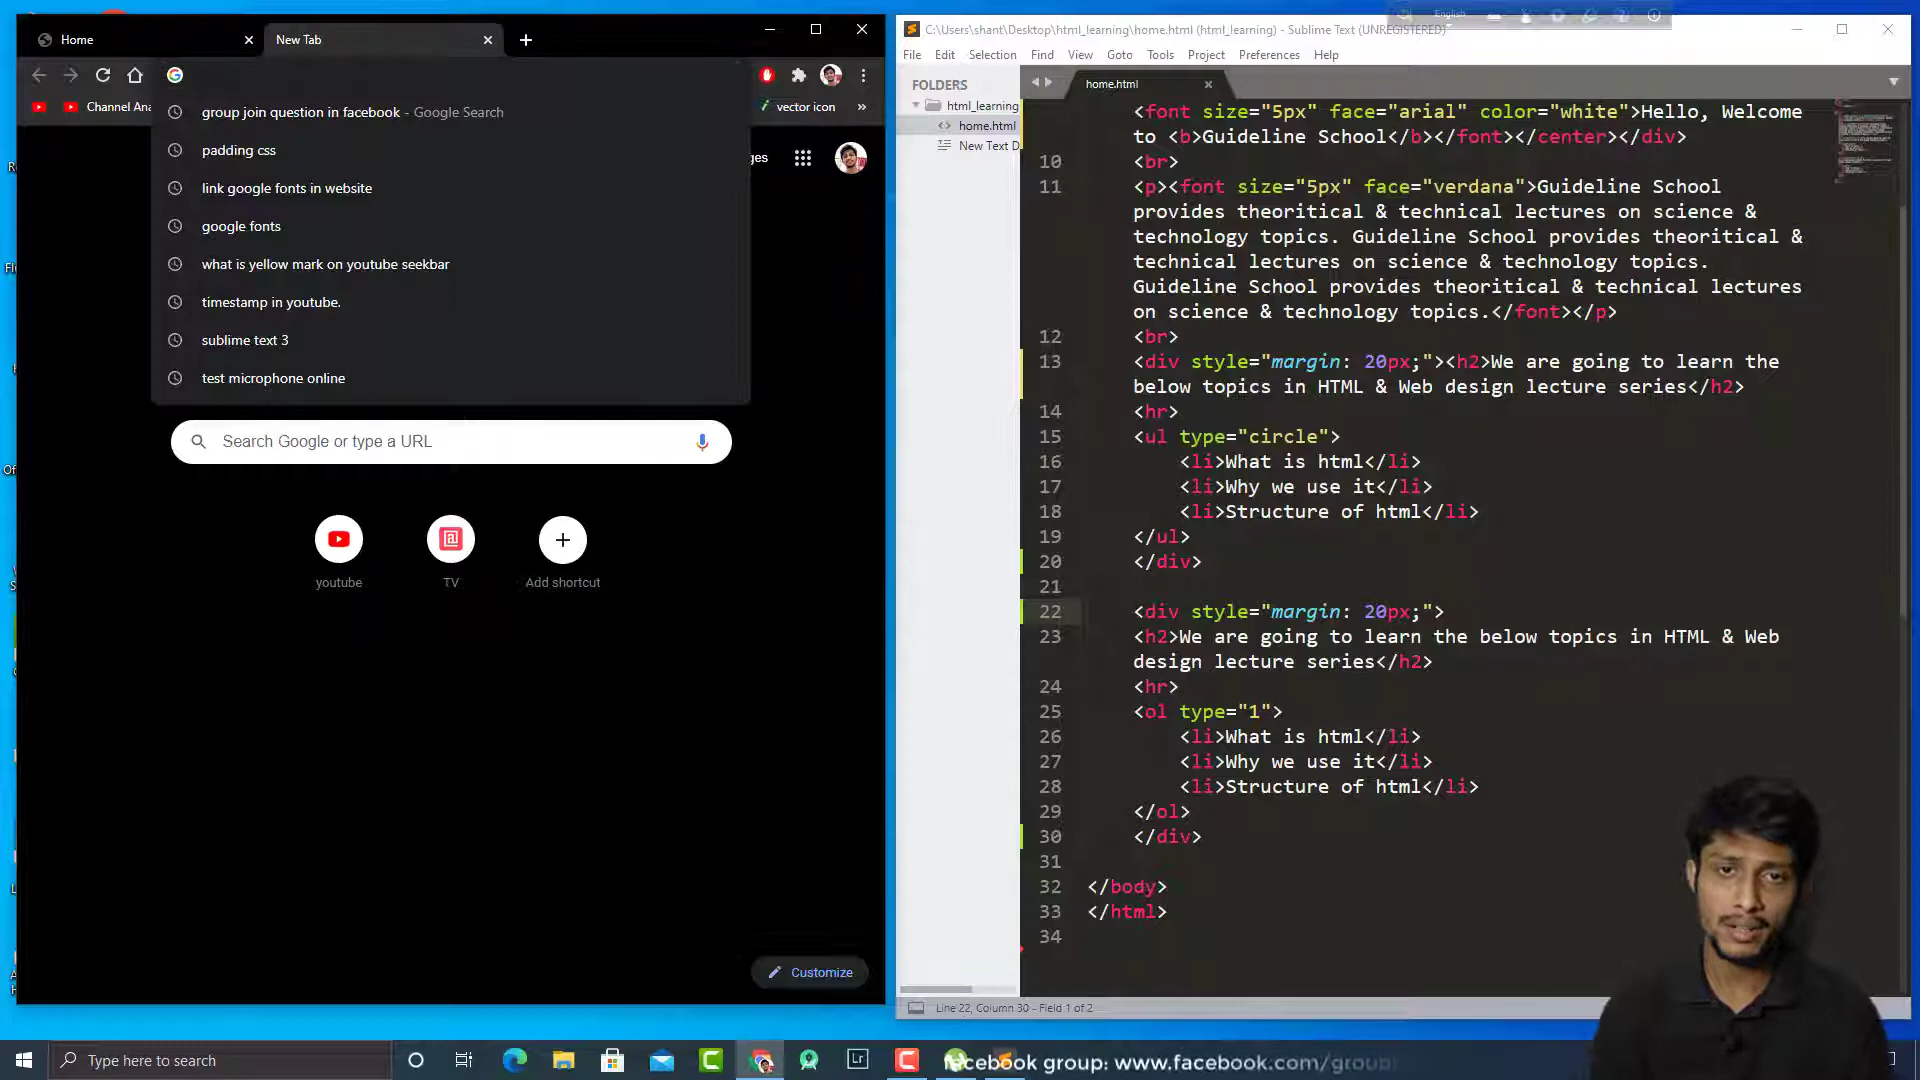 Home
New Tab
Channel Ana
vector icon
»
group join question in facebook - Google Search
padding css
link google fonts in website
google fonts
what is yellow mark on youtube seekbar
timestamp in youtube.
sublime text 3
test microphone online
Search Google or type a URL
youtube
TV
Add shortcut
Customize
C:\Users\shant\Desktop\html_learning\home.html (html_learning) - Sublime Text (UNREGISTERED)
English
File Edit Selection Find View Goto Tools Project Preferences Help
FOLDERS
html_learning
home.html
New Text D
home.html
<font size="5px" face="arial" color="white">Hello, Welcome
to <b>Guideline School</b></font></center></div>
10 <br>
11 <p><font size="5px" face="verdana">Guideline School
provides theoritical & technical lectures on science &
technology topics. Guideline School provides theoritical &
technical lectures on science & technology topics.
Guideline School provides theoritical & technical lectures
on science & technology topics.</font></p>
12 <br>
13 <div style="margin: 20px;"><h2>We are going to learn the
below topics in HTML & Web design lecture series</h2>
14 <hr>
15 <ul type="circle">
16 <li>What is html</li>
17 <li>Why we use it</li>
18 <li>Structure of html</li>
19 </ul>
20 </div>
21
22 <div style="margin: 20px;">
23 <h2>We are going to learn the below topics in HTML & Web
design lecture series</h2>
24 <hr>
25 <ol type="1">
26 <li>What is html</li>
27 <li>Why we use it</li>
28 <li>Structure of html</li>
29 </ol>
30 </div>
31
32 </body>
33 </html>
34
Line 22, Column 30 - Field 1 of 2
Type here to search
Lr
facebook group: www.facebook.com/group